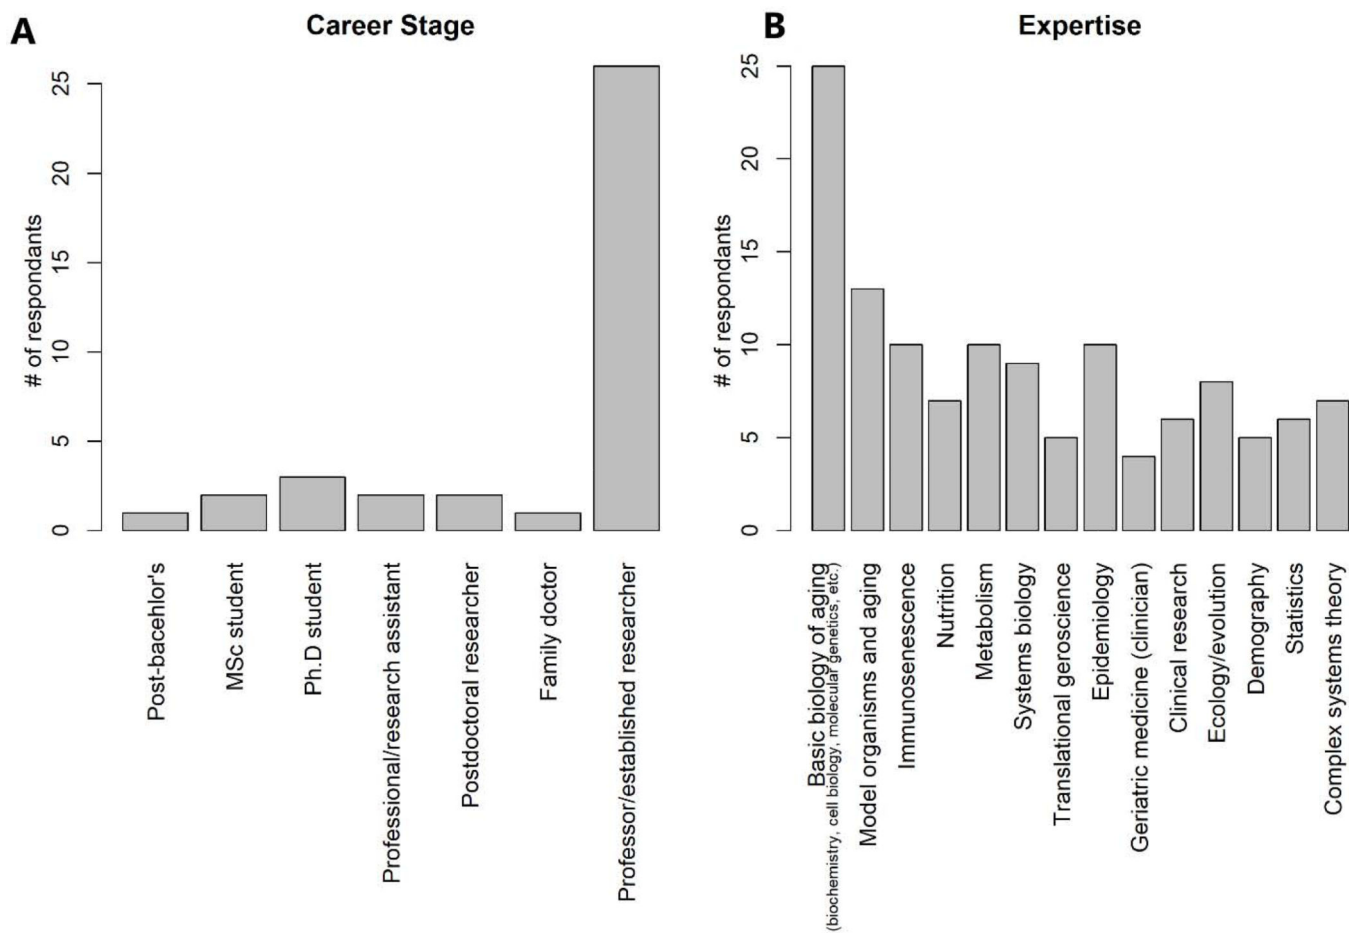 A
Career Stage
# of respondants
25
20
15
10
5
0
Post-bacehlor's
MSc student
Ph.D student
Professional/research assistant
Postdoctoral researcher
Family doctor
Professor/established researcher
B
Expertise
# of respondants
25
20
15
10
5
0
Basic biology of aging
(biochemistry, cell biology, molecular genetics, etc.)
Model organisms and aging
Immunosenescence
Nutrition
Metabolism
Systems biology
Translational geroscience
Epidemiology
Geriatric medicine (clinician)
Clinical research
Ecology/evolution
Demography
Statistics
Complex systems theory